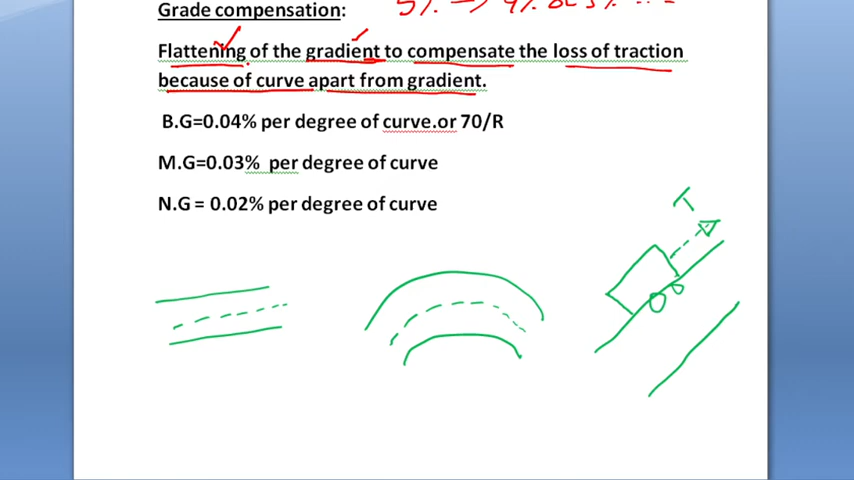 Grade compensation:
Flattening of the gradient to compensate the loss of traction
because of curve apart from gradient.
B.G=0.04% per degree of curve.or 70/R
M.G=0.03% per degree of curve
N.G = 0.02% per degree of curve
T